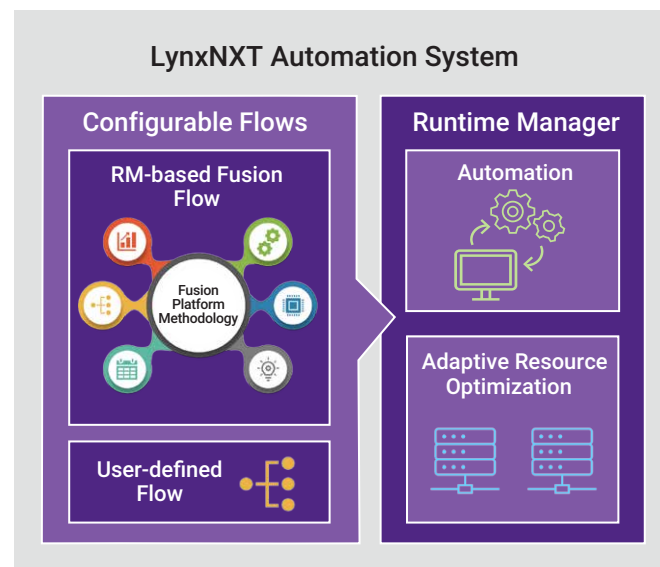 LynxNXT Automation System
Configurable Flows
RM-based Fusion
Flow
Fusion
Platform
Methodology
User-defined
Flow
Runtime Manager
Automation
Adaptive Resource
Optimization